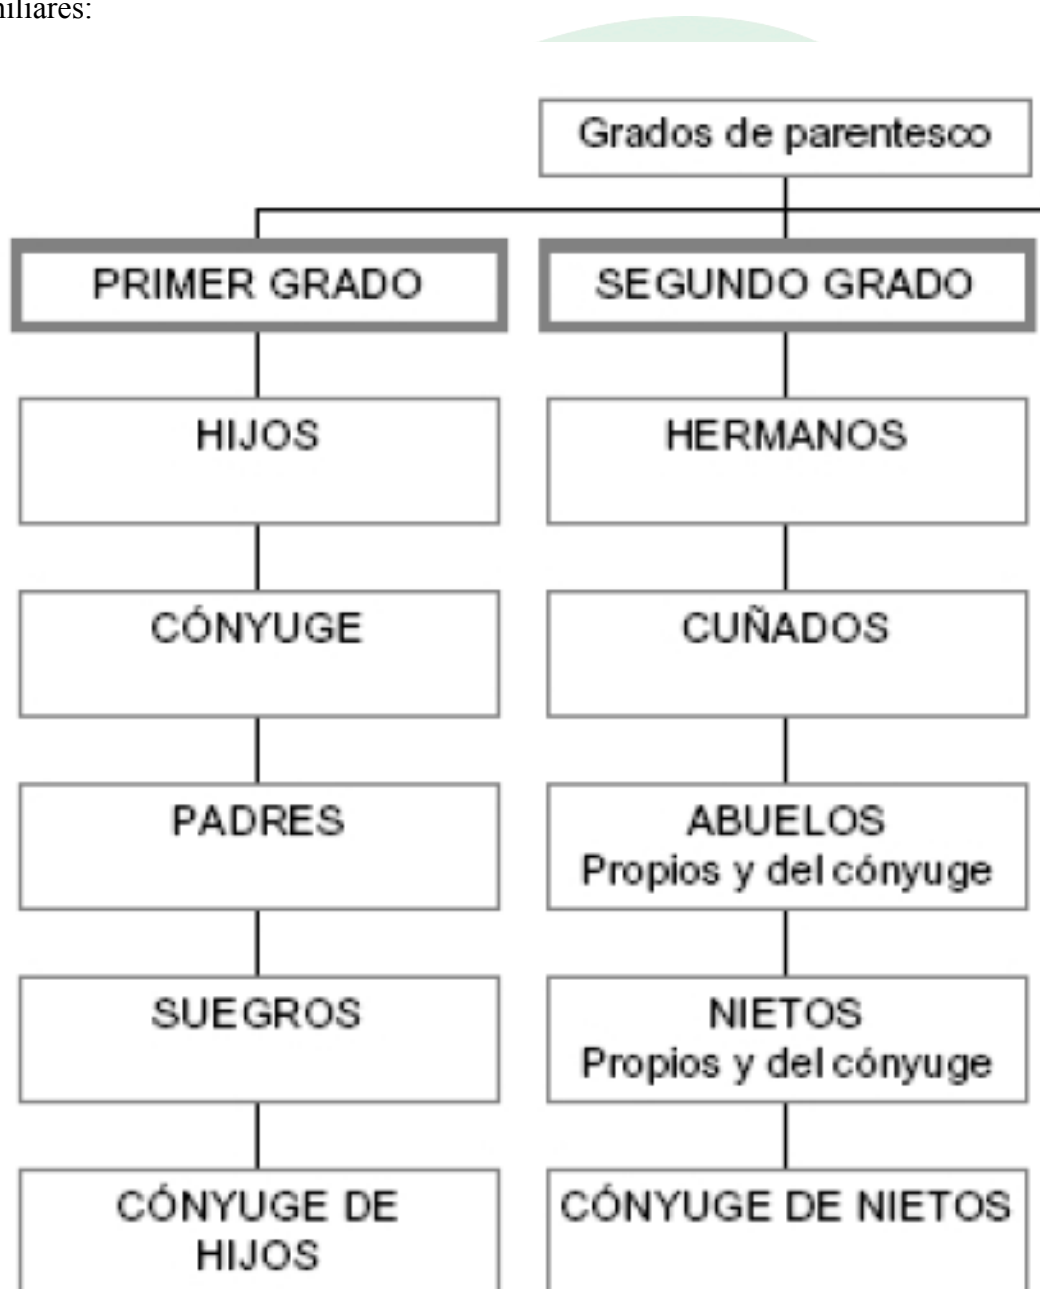 miliares:
Grados de parentesco
PRIMER GRADO
SEGUNDO GRADO
HIJOS
HERMANOS
CÓNYUGE
CUÑADOS
PADRES
ABUELOS
Propios y del cónyuge
SUEGROS
NIETOS
Propios y del cónyuge
CÓNYUGE DE
HIJOS
CÓNYUGE DE NIETOS